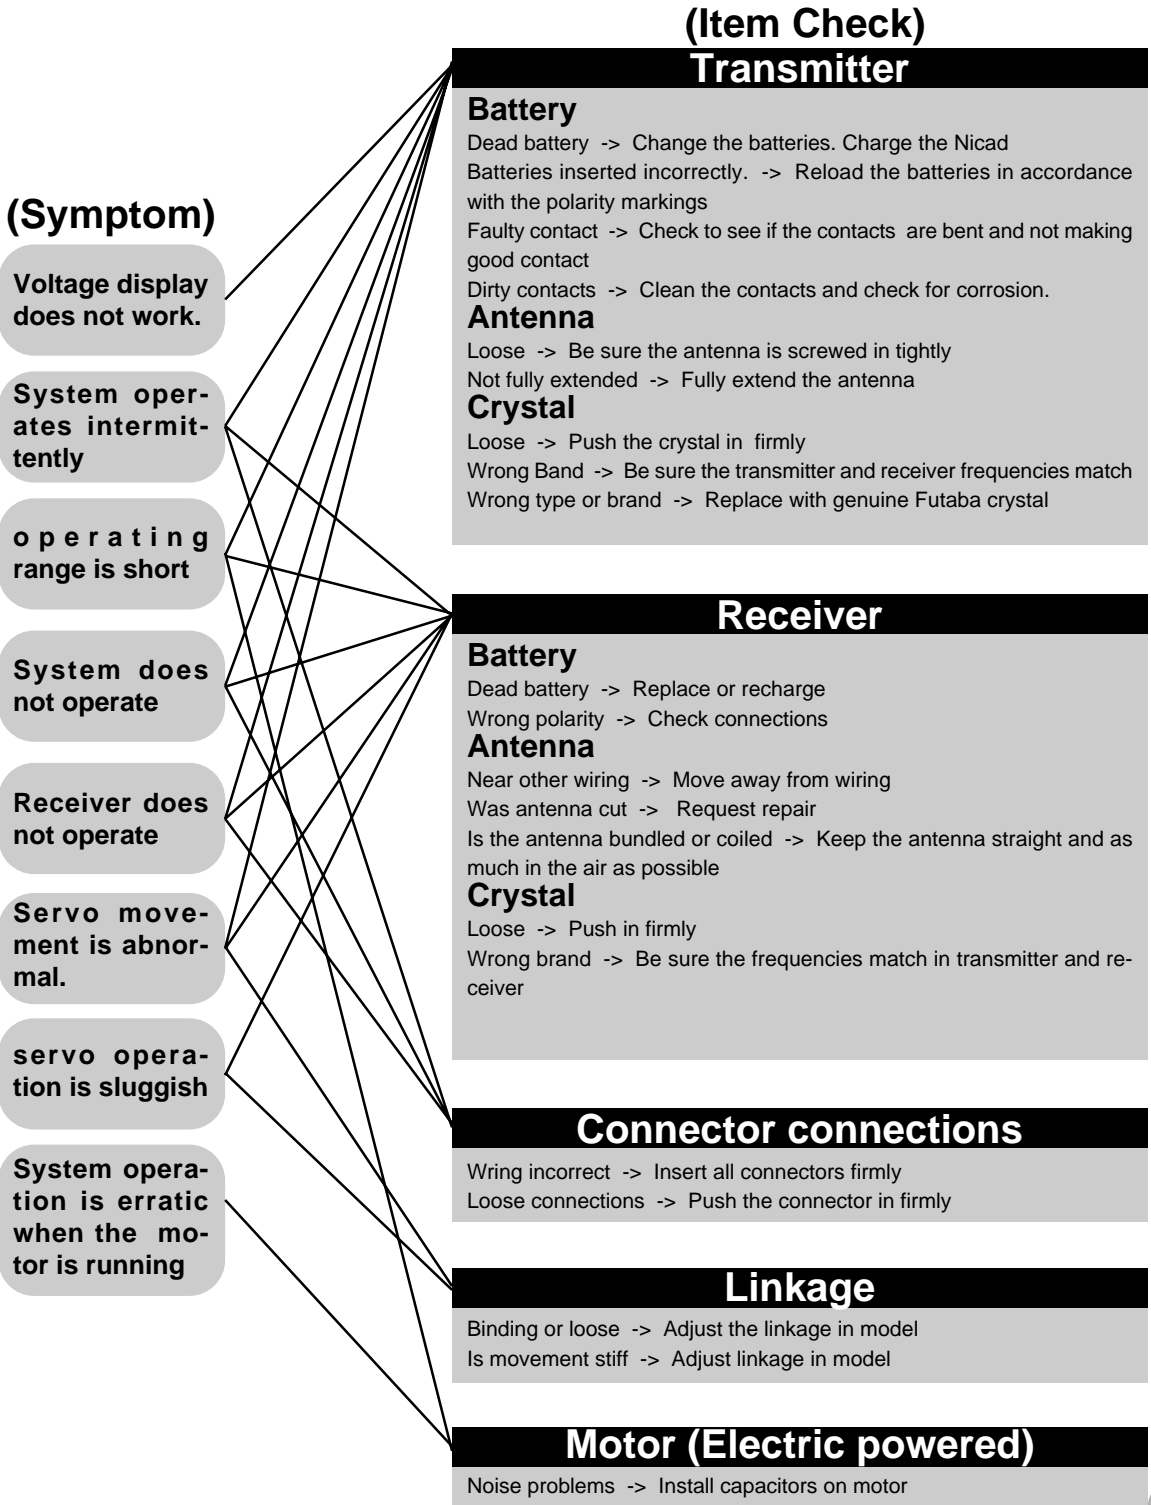 (Symptom)
Voltage display
does not work.
System oper-
ates intermit-
tently
operating
range is short
System does
not operate
Receiver does
not operate
Servo move-
ment is abnor-
mal.
servo opera-
tion is sluggish
System opera-
tion is erratic
when the mo-
tor is running
(Item Check)
Transmitter
Battery
Dead battery -> Change the batteries. Charge the Nicad
Batteries inserted incorrectly. -> Reload the batteries in accordance
with the polarity markings
Faulty contact -> Check to see if the contacts are bent and not making
good contact
Dirty contacts -> Clean the contacts and check for corrosion.
Antenna
Loose -> Be sure the antenna is screwed in tightly
Not fully extended -> Fully extend the antenna
Crystal
Loose -> Push the crystal in firmly
Wrong Band -> Be sure the transmitter and receiver frequencies match
Wrong type or brand -> Replace with genuine Futaba crystal
Receiver
Battery
Dead battery -> Replace or recharge
Wrong polarity -> Check connections
Antenna
Near other wiring -> Move away from wiring
Was antenna cut -> Request repair
Is the antenna bundled or coiled -> Keep the antenna straight and as
much in the air as possible
Crystal
Loose -> Push in firmly
Wrong brand -> Be sure the frequencies match in transmitter and re-
ceiver
Connector connections
Wring incorrect -> Insert all connectors firmly
Loose connections -> Push the connector in firmly
Linkage
Binding or loose -> Adjust the linkage in model
Is movement stiff -> Adjust linkage in model
Motor (Electric powered)
Noise problems -> Install capacitors on motor